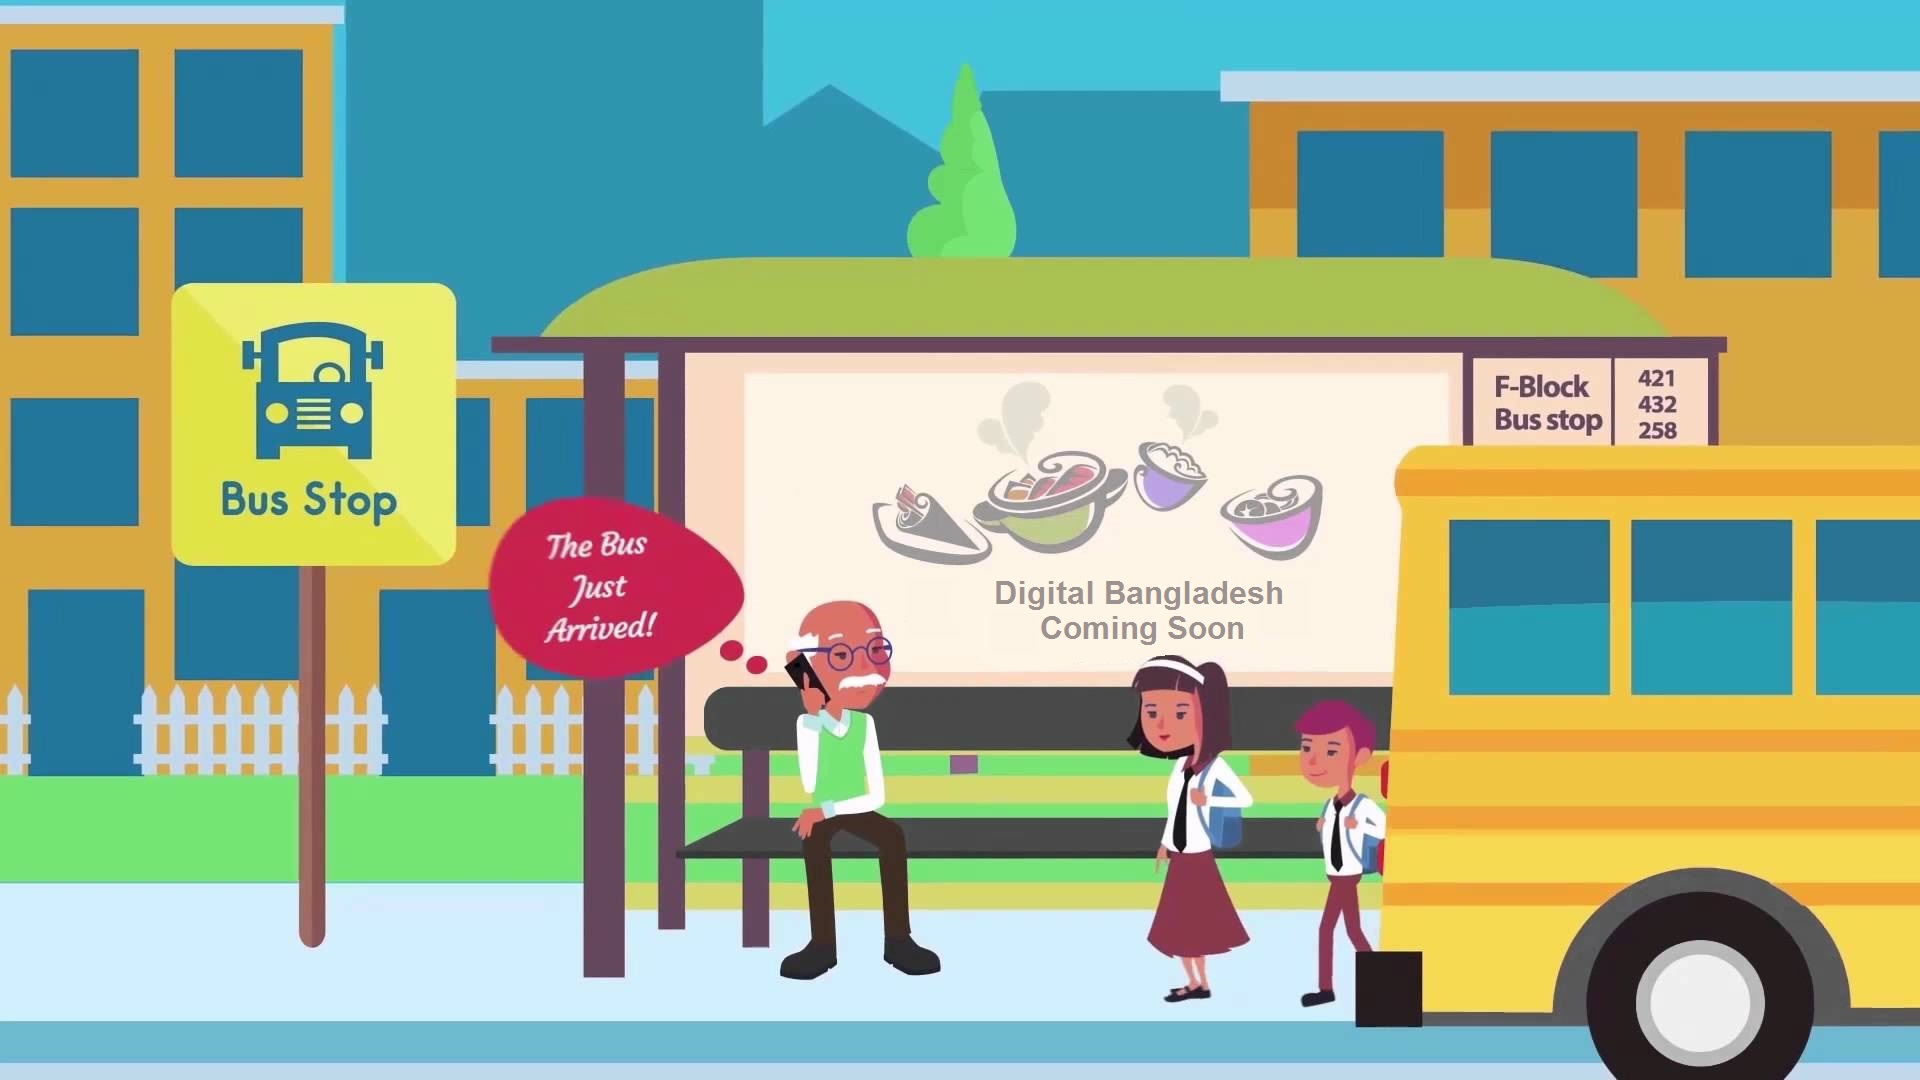 Bus Stop
The Bus
Just
Arrived!
Digital Bangladesh
Coming Soon
F-Block
Bus stop
421
432
258